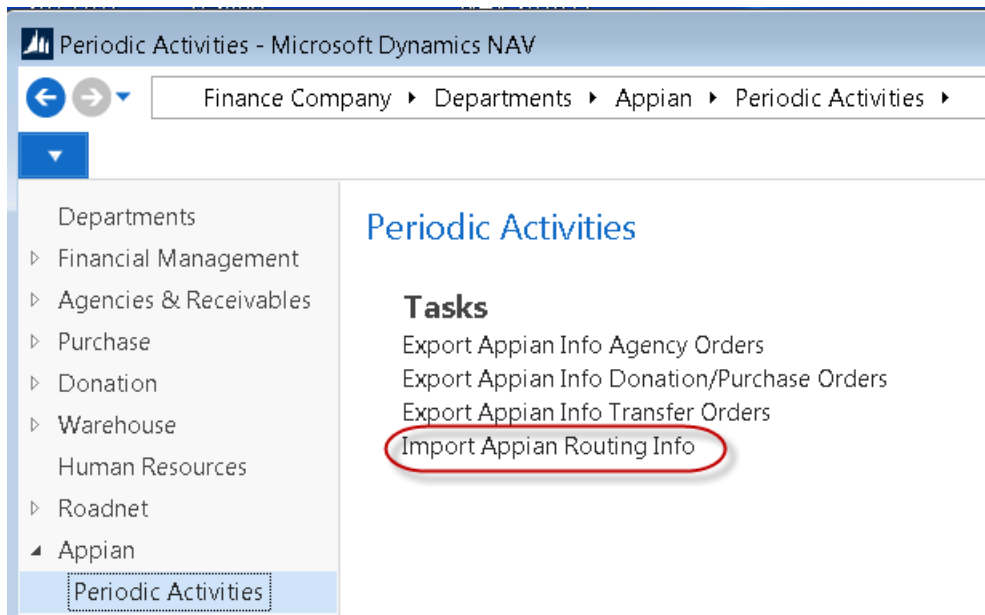 Periodic Activities - Microsoft Dynamics NAV
Finance Company ▸ Departments ▸ Appian ▸ Periodic Activities ▸
Departments
Financial Management
Agencies & Receivables
Purchase
Donation
Warehouse
Human Resources
Roadnet
Appian
Periodic Activities
Periodic Activities
Tasks
Export Appian Info Agency Orders
Export Appian Info Donation/Purchase Orders
Export Appian Info Transfer Orders
Import Appian Routing Info